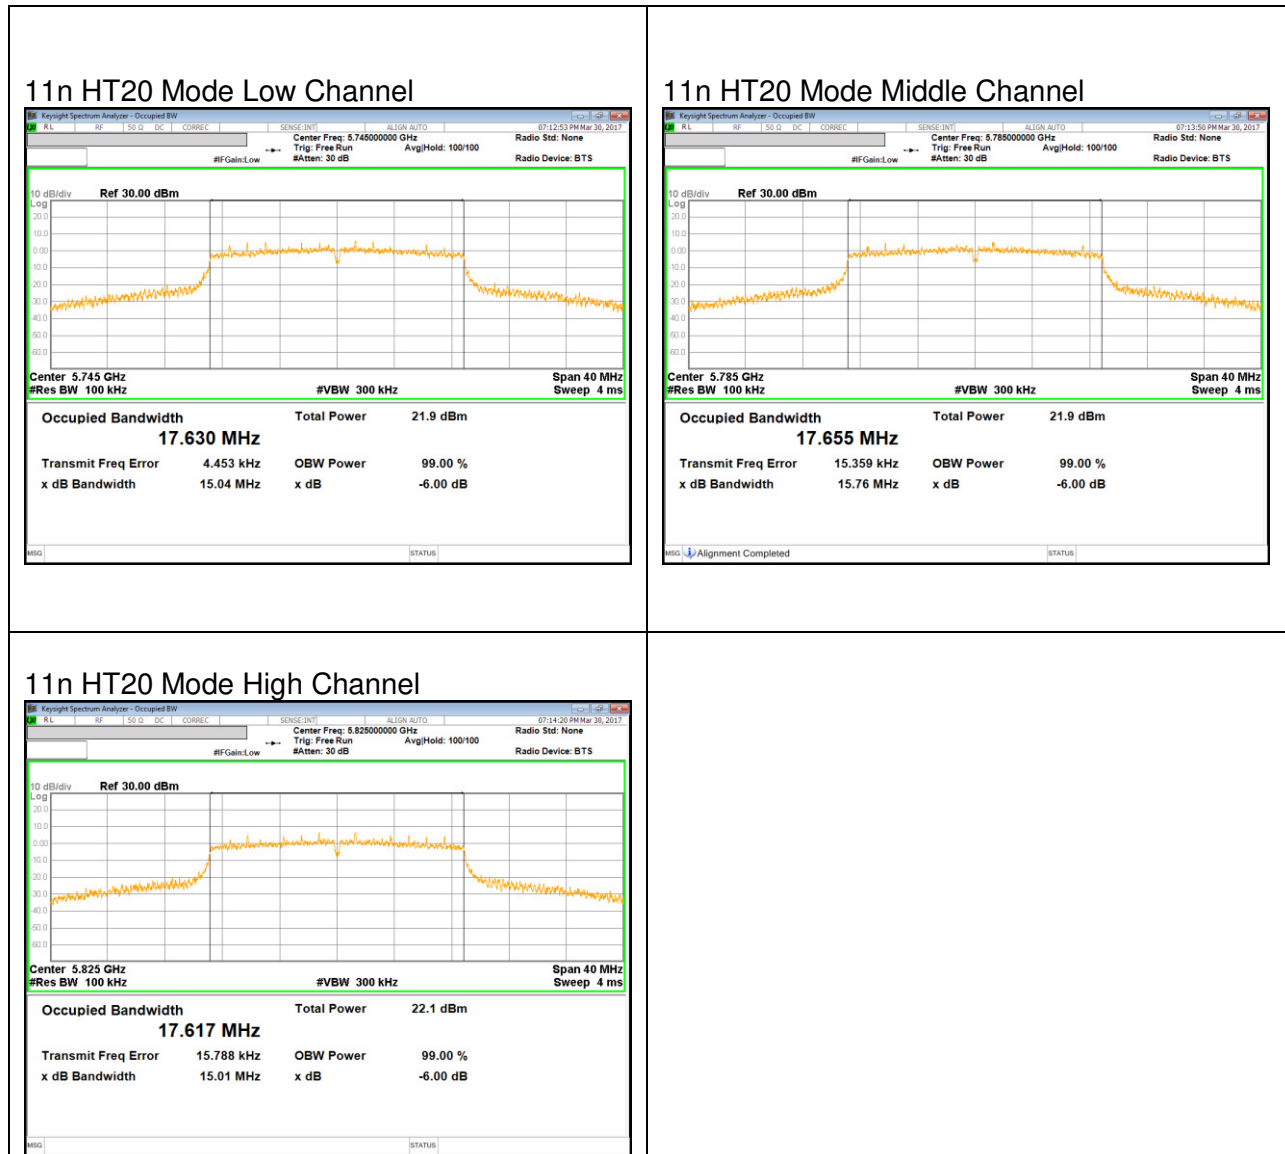 11n HT20 Mode Low Channel
Keysight Spectrum Analyzer - Occupied BW
RL RF 50 Ω DC CORREC SENSE:INT ALIGN AUTO 07:12:53 PM Mar 30, 2017
Center Freq: 5.745000000 GHz Radio Std: None
Trig: Free Run Avg|Hold: 100/100
#IFGain:Low #Atten: 30 dB Radio Device: BTS
10 dB/div Ref 30.00 dBm
Log
20.0
10.0
0.00
-10.0
-20.0
-30.0
-40.0
-50.0
-60.0
Center 5.745 GHz Span 40 MHz
#Res BW 100 kHz #VBW 300 kHz Sweep 4 ms
Occupied Bandwidth Total Power 21.9 dBm
17.630 MHz
Transmit Freq Error 4.453 kHz OBW Power 99.00 %
x dB Bandwidth 15.04 MHz x dB -6.00 dB
MSG STATUS
11n HT20 Mode Middle Channel
Keysight Spectrum Analyzer - Occupied BW
RL RF 50 Ω DC CORREC SENSE:INT ALIGN AUTO 07:13:50 PM Mar 30, 2017
Center Freq: 5.785000000 GHz Radio Std: None
Trig: Free Run Avg|Hold: 100/100
#IFGain:Low #Atten: 30 dB Radio Device: BTS
10 dB/div Ref 30.00 dBm
Log
20.0
10.0
0.00
-10.0
-20.0
-30.0
-40.0
-50.0
-60.0
Center 5.785 GHz Span 40 MHz
#Res BW 100 kHz #VBW 300 kHz Sweep 4 ms
Occupied Bandwidth Total Power 21.9 dBm
17.655 MHz
Transmit Freq Error 15.359 kHz OBW Power 99.00 %
x dB Bandwidth 15.76 MHz x dB -6.00 dB
MSG Alignment Completed STATUS
11n HT20 Mode High Channel
Keysight Spectrum Analyzer - Occupied BW
RL RF 50 Ω DC CORREC SENSE:INT ALIGN AUTO 07:14:20 PM Mar 30, 2017
Center Freq: 5.825000000 GHz Radio Std: None
Trig: Free Run Avg|Hold: 100/100
#IFGain:Low #Atten: 30 dB Radio Device: BTS
10 dB/div Ref 30.00 dBm
Log
20.0
10.0
0.00
-10.0
-20.0
-30.0
-40.0
-50.0
-60.0
Center 5.825 GHz Span 40 MHz
#Res BW 100 kHz #VBW 300 kHz Sweep 4 ms
Occupied Bandwidth Total Power 22.1 dBm
17.617 MHz
Transmit Freq Error 15.788 kHz OBW Power 99.00 %
x dB Bandwidth 15.01 MHz x dB -6.00 dB
MSG STATUS